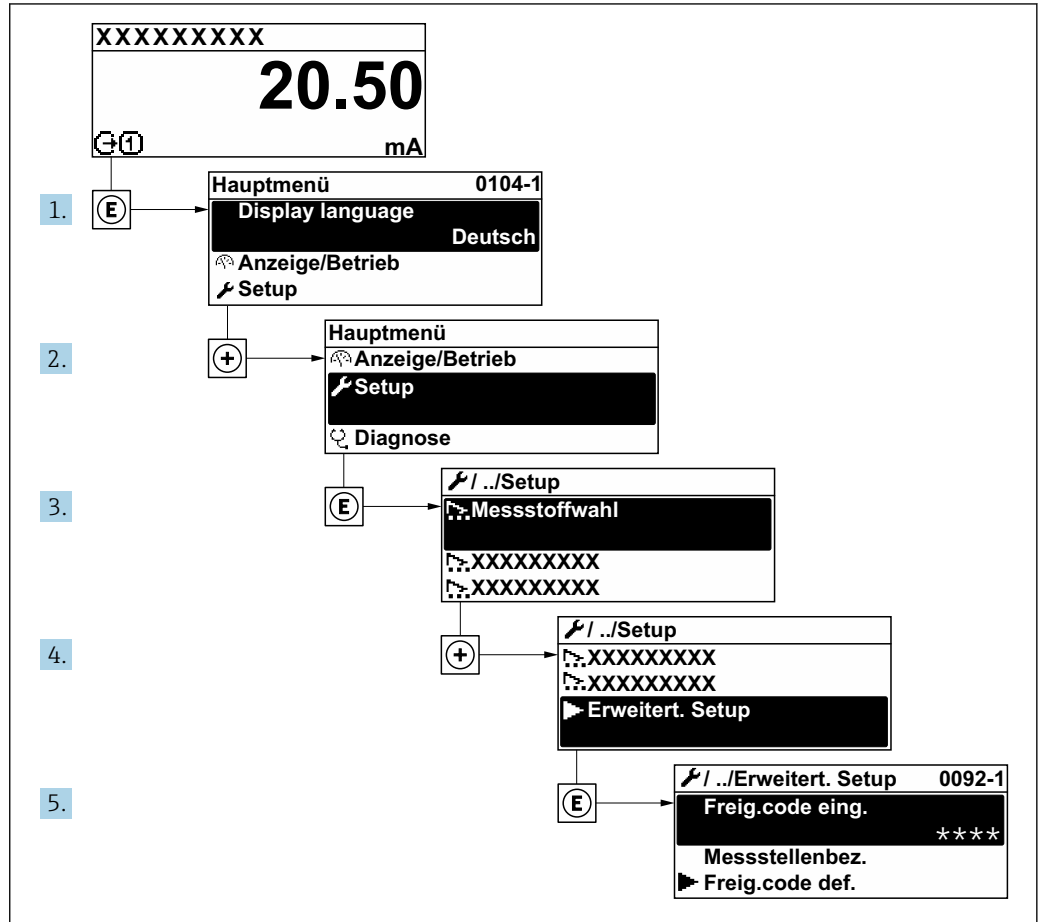 XXXXXXXXX
20.50
1
mA
1.
E
Hauptmenü 0104-1
Display language
Deutsch
Anzeige/Betrieb
Setup
2.
+
Hauptmenü
Anzeige/Betrieb
Setup
Diagnose
3.
E
/ ../Setup
Messstoffwahl
XXXXXXXXX
XXXXXXXXX
4.
+
/ ../Setup
XXXXXXXXX
XXXXXXXXX
Erweitert. Setup
5.
E
/ ../Erweitert. Setup 0092-1
Freig.code eing.
****
Messstellenbez.
Freig.code def.